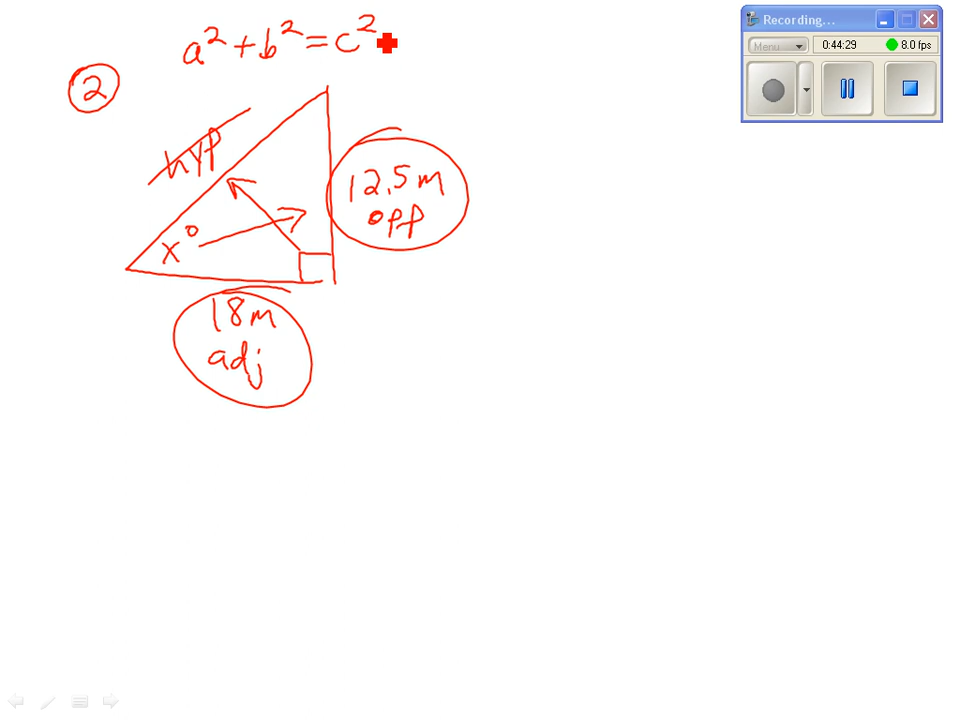 a² + b² = c²
Recording...
Menu
0:44:29
8.0 fps
2
hyp
12.5m
opp
x°
18m
adj